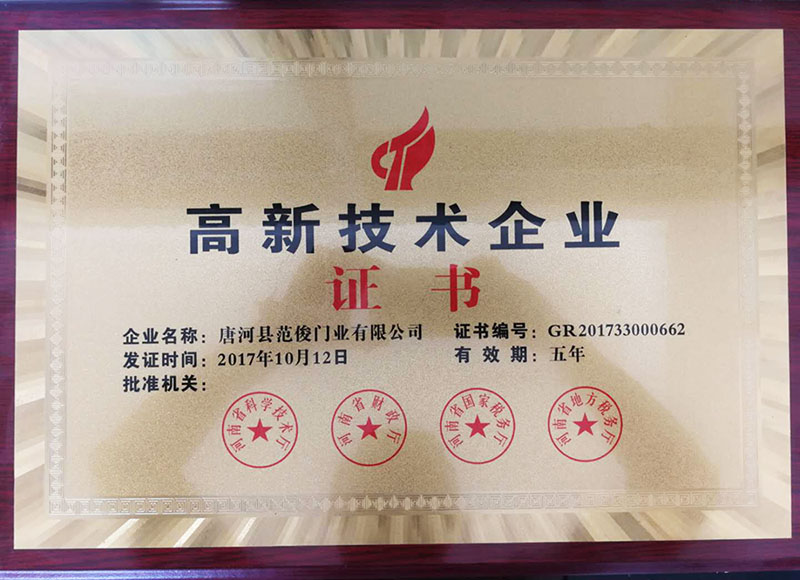 高新技术企业
证书
企业名称：唐河县范俊门业有限公司 证书编号：GR201733000662
发证时间：2017年10月12日 有效期：五年
批准机关：
河南省科学技术厅
河南省财政厅
河南省国家税务厅
河南省地方税务厅